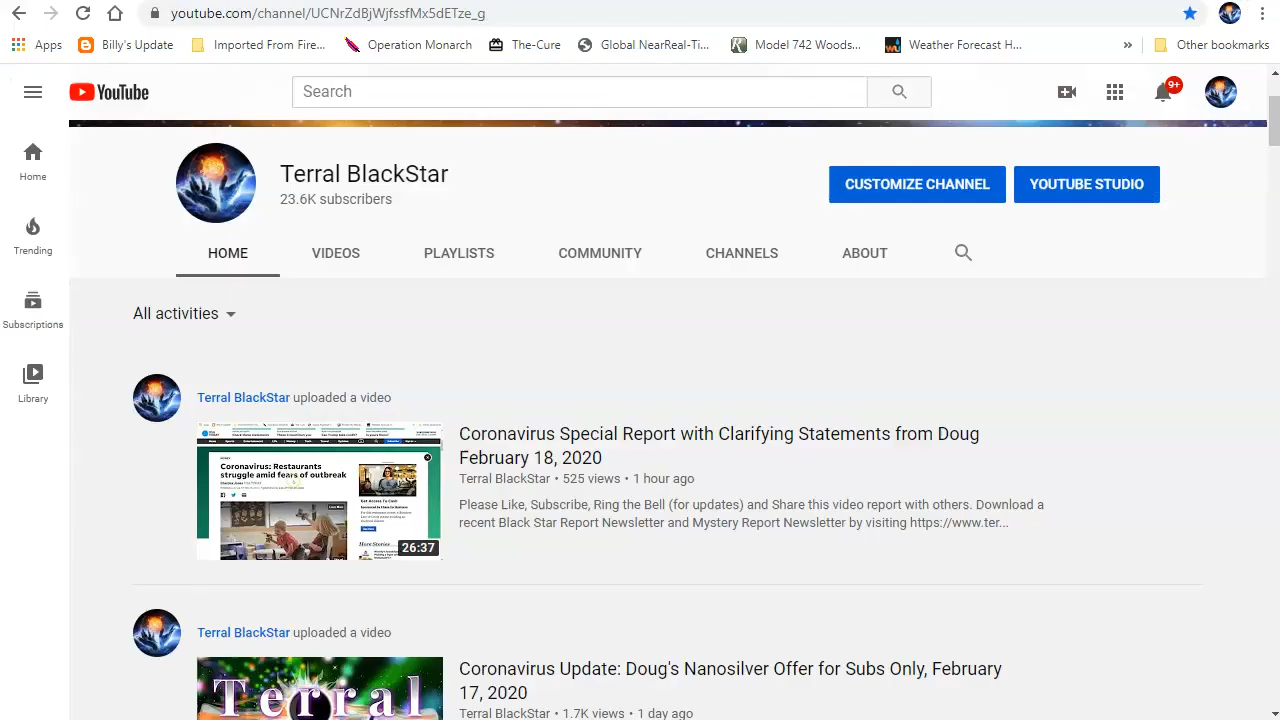 youtube.com/channel/UCNrZdBjWjfssfMx5dETze_g
Apps Billy's Update Imported From Fire... Operation Monarch The-Cure Global NearReal-Ti... Model 742 Woods... Weather Forecast H... » Other bookmarks
YouTube Search 9+
Terral BlackStar
23.6K subscribers
CUSTOMIZE CHANNEL YOUTUBE STUDIO
Home
Trending
Subscriptions
Library
HOME VIDEOS PLAYLISTS COMMUNITY CHANNELS ABOUT
All activities
Terral BlackStar uploaded a video
Coronavirus: Restaurants
struggle amid fears of outbreak
More Stories
26:37
Coronavirus Special Report with Clarifying Statements from Doug
February 18, 2020
Terral BlackStar • 525 views • 1 hour ago
Please Like, Subscribe, Ring the Bell (for updates) and Share this video report with others. Download a
recent Black Star Report Newsletter and Mystery Report Newsletter by visiting https://www.ter...
Terral BlackStar uploaded a video
Terral
Coronavirus Update: Doug's Nanosilver Offer for Subs Only, February
17, 2020
Terral BlackStar • 1.7K views • 1 day ago